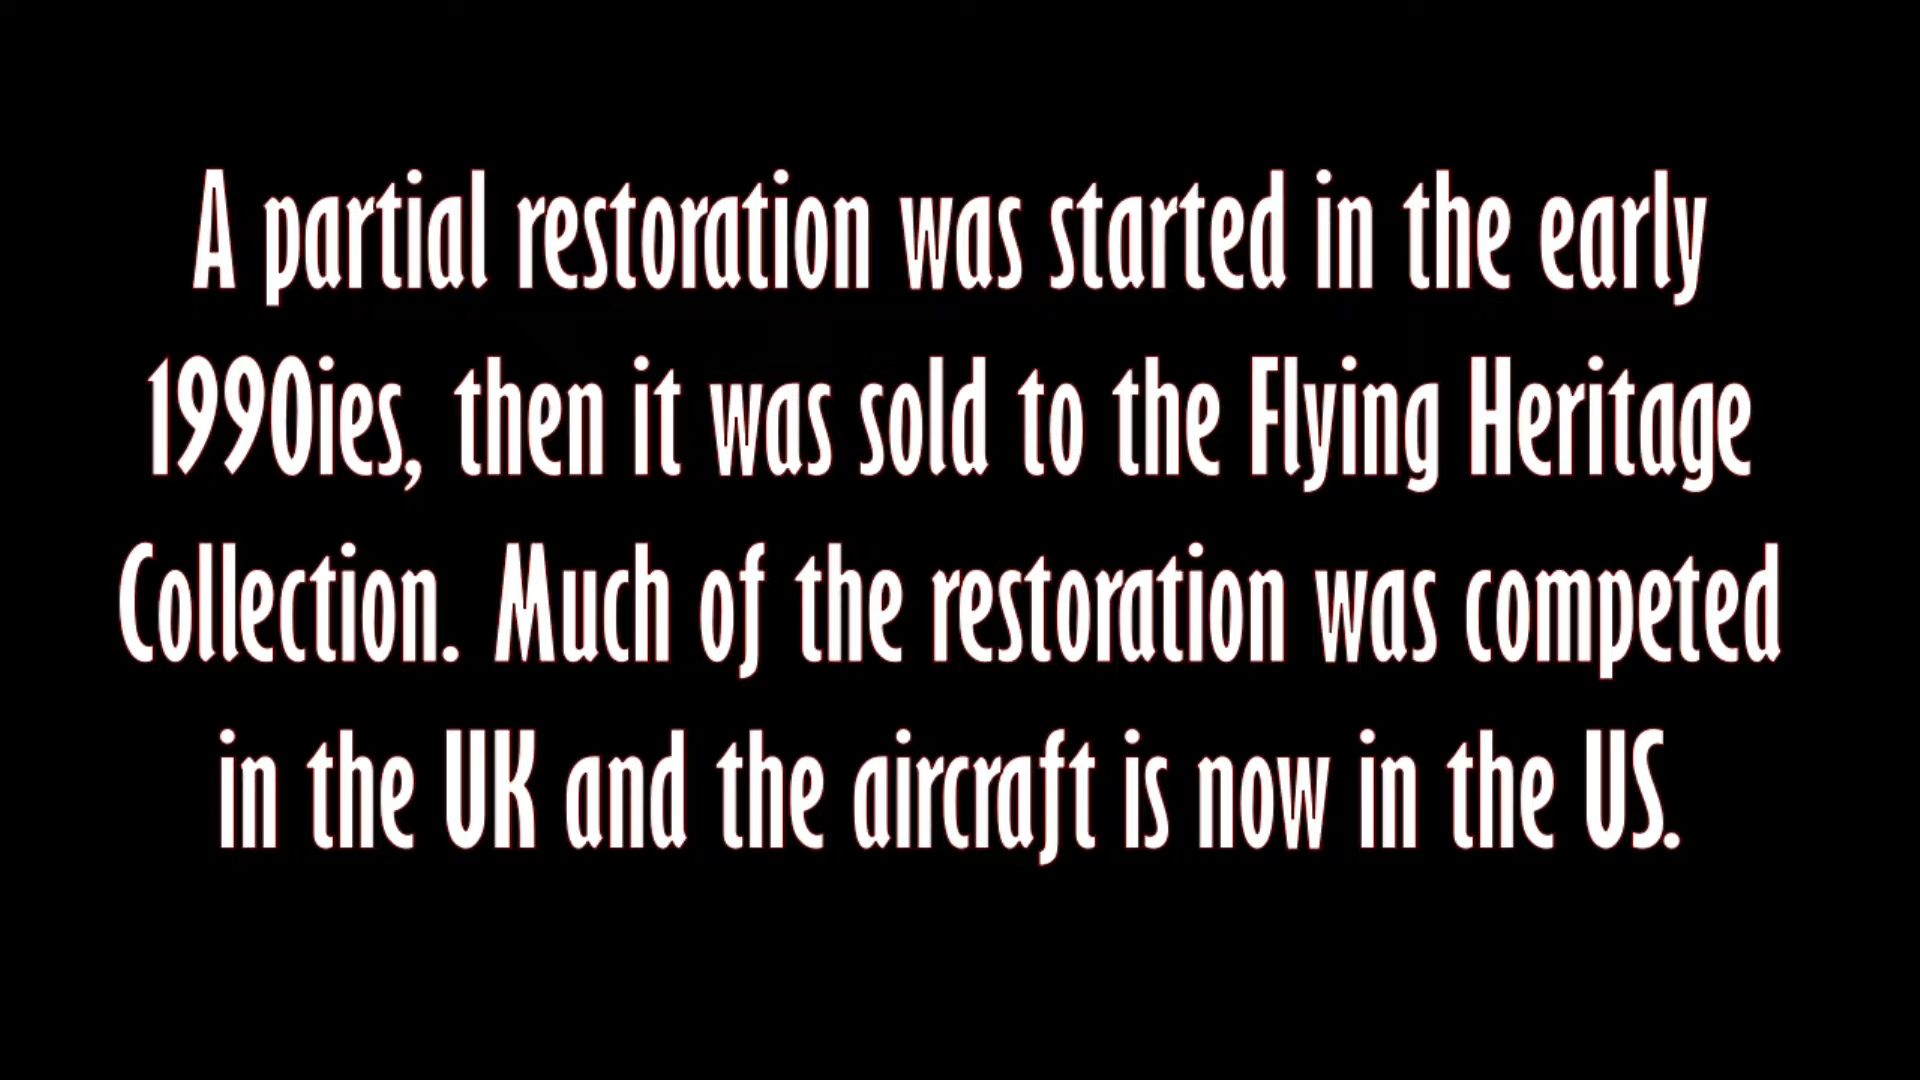 A partial restoration was started in the early
1990ies, then it was sold to the Flying Heritage
Collection. Much of the restoration was competed
in the UK and the aircraft is now in the US.